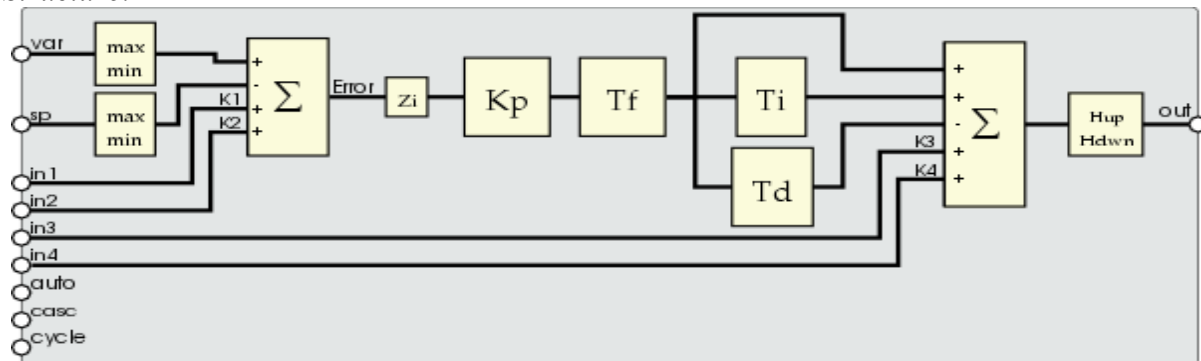 var
max
min
sp
max
min
K1
K2
+
-
+
+
Σ
Error
Zi
Kp
Tf
Ti
Td
+
+
-
+
+
K3
K4
Σ
Hup
Hdwn
out
in1
in2
in3
in4
auto
casc
cycle